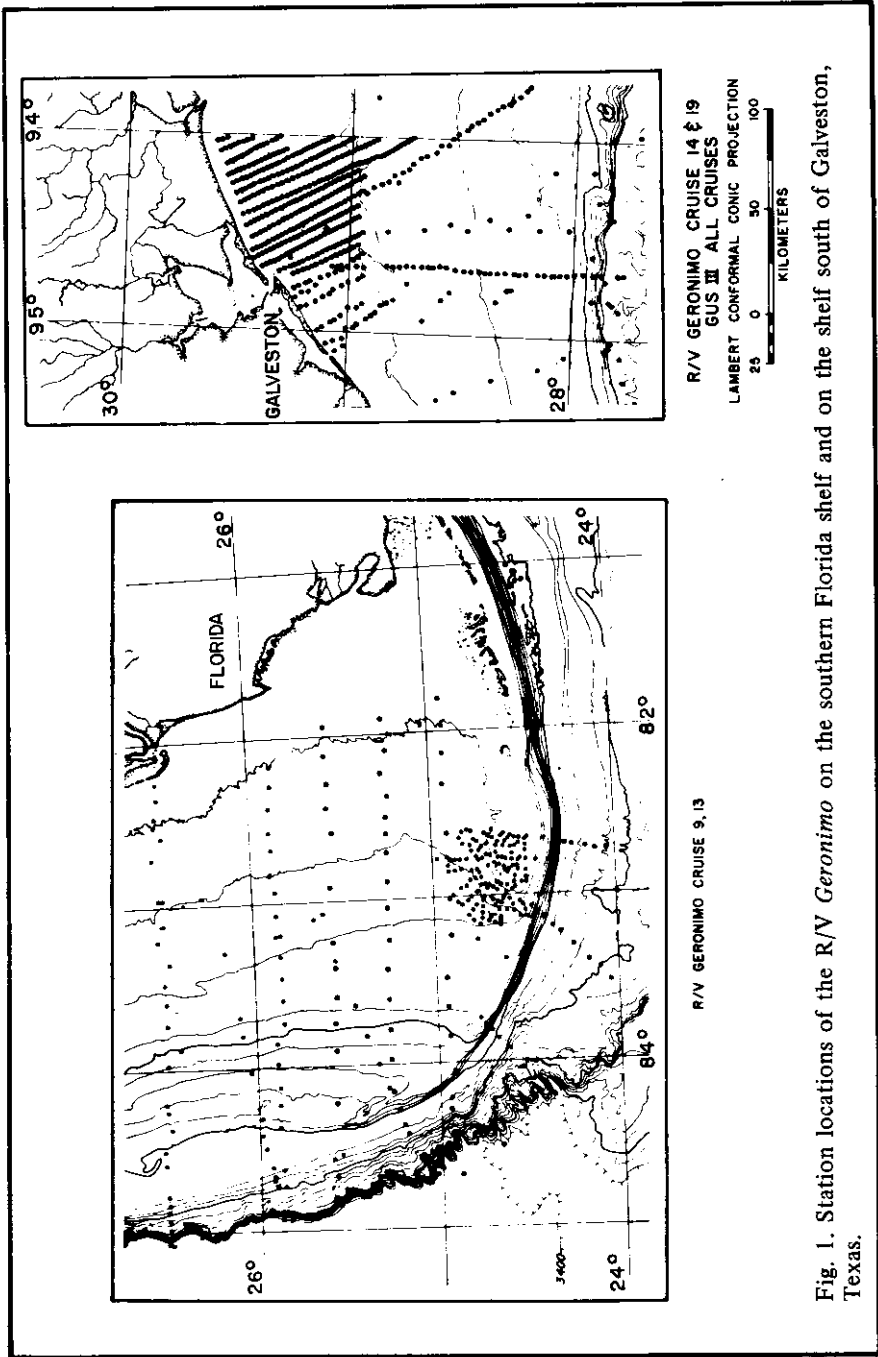 26°
26°
FLORIDA
3400
24°
24°
84°
82°
R/V GERONIMO CRUISE 9,13
95°
94°
30°
GALVESTON
28°
R/V GERONIMO CRUISE 14 & 19
GUS III ALL CRUISES
LAMBERT CONFORMAL CONIC PROJECTION
25 0 50 100
KILOMETERS
Fig. 1. Station locations of the R/V Geronimo on the southern Florida shelf and on the shelf south of Galveston,
Texas.